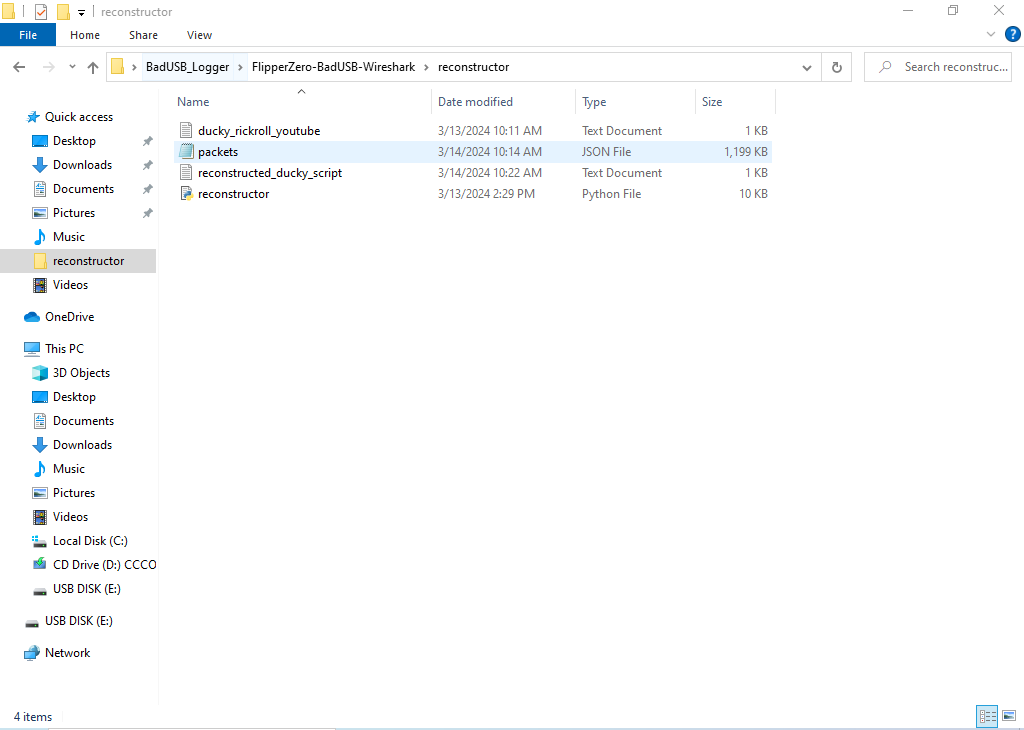 reconstructor
File Home Share View
?
BadUSB_Logger FlipperZero-BadUSB-Wireshark reconstructor
Search reconstruc...
Name Date modified Type Size
ducky_rickroll_youtube 3/13/2024 10:11 AM Text Document 1 KB
packets 3/14/2024 10:14 AM JSON File 1,199 KB
reconstructed_ducky_script 3/14/2024 10:22 AM Text Document 1 KB
reconstructor 3/13/2024 2:29 PM Python File 10 KB
Quick access
Desktop
Downloads
Documents
Pictures
Music
reconstructor
Videos
OneDrive
This PC
3D Objects
Desktop
Documents
Downloads
Music
Pictures
Videos
Local Disk (C:)
CD Drive (D:) CCCO
USB DISK (E:)
USB DISK (E:)
Network
4 items